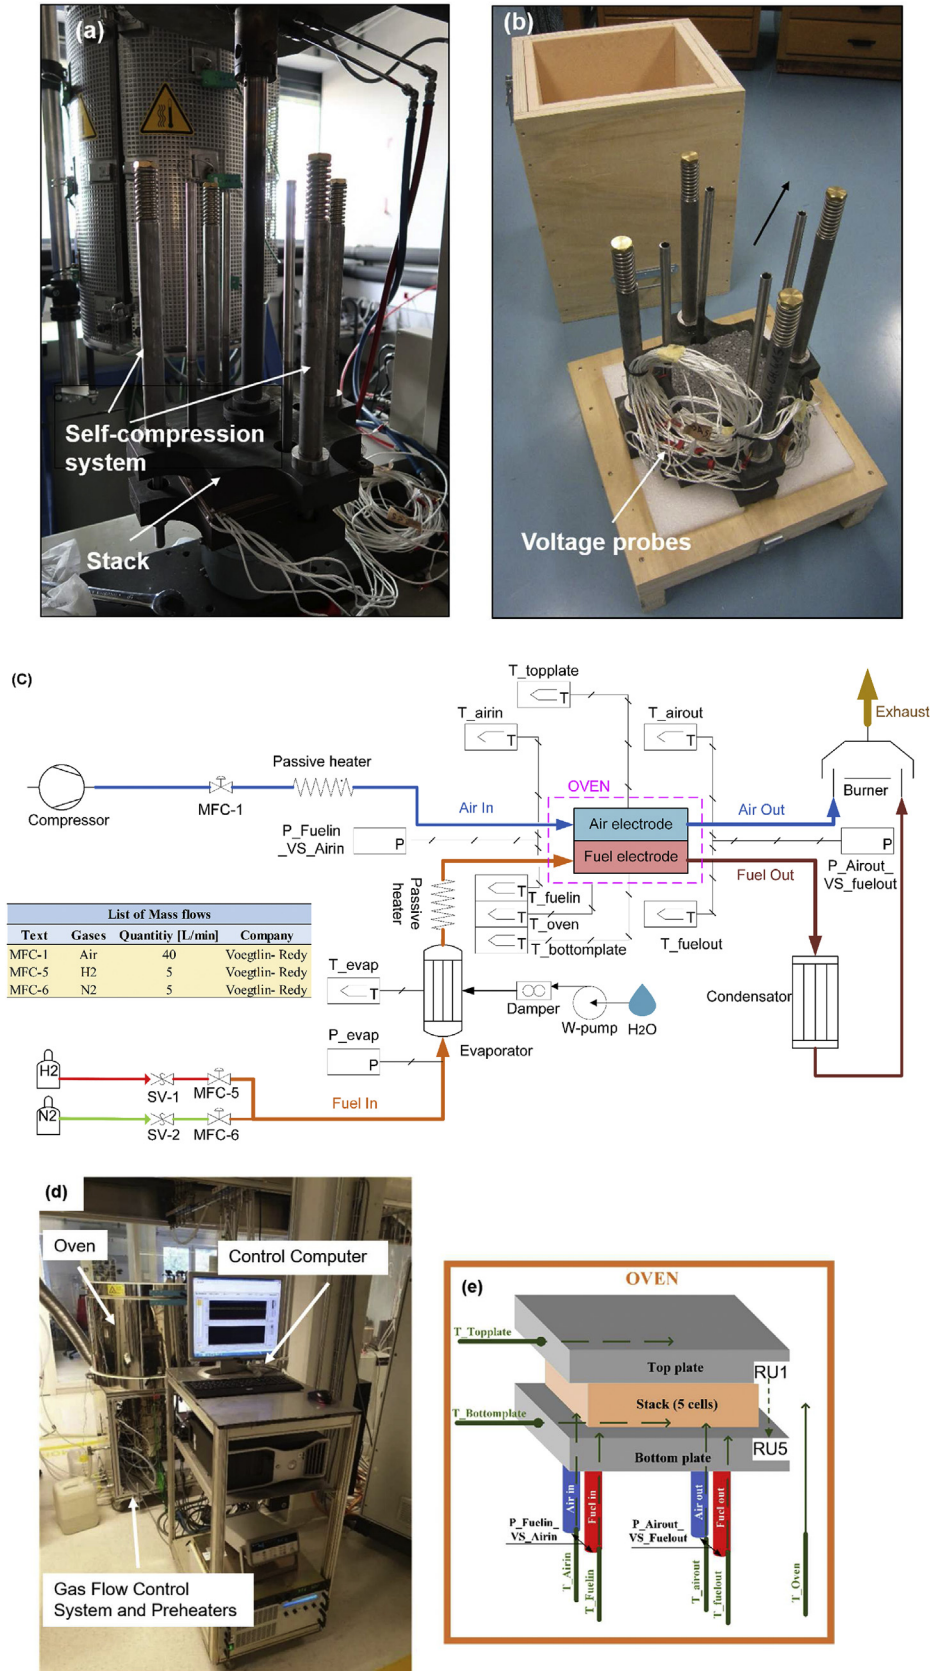 (a)
Self-compression
system
Stack
(b)
Voltage probes
(C)
T_topplate
T
T_airin
T
T_airout
T
Exhaust
Passive heater
OVEN
Burner
MFC-1
Compressor
Air In
Air electrode
Air Out
P_Fuelin
_VS_Airin
P
Fuel electrode
P
P_Airout_
VS_fuelout
Fuel Out
Passive
heater
T_fuelin
T
T_oven
T
T_bottomplate
T
T
T_fuelout
List of Mass flows
Text Gases Quantitiy [L/min] Company
MFC-1 Air 40 Voegtlin- Redy
MFC-5 H2 5 Voegtlin- Redy
MFC-6 N2 5 Voegtlin- Redy
T_evap
T
Damper
W-pump
H2O
Condensator
P_evap
P
Evaporator
H2
SV-1
MFC-5
Fuel In
N2
SV-2
MFC-6
(d)
Oven
Control Computer
Gas Flow Control
System and Preheaters
OVEN
(e)
T_Topplate
Top plate
RU1
Stack (5 cells)
T_Bottomplate
Bottom plate
RU5
Air in
Fuel in
Air out
Fuel out
P_Fuelin_
VS_Airin
P_Airout_
VS_Fuelout
T_Airin
T_Fuelin
T_airout
T_fuelout
T_Oven